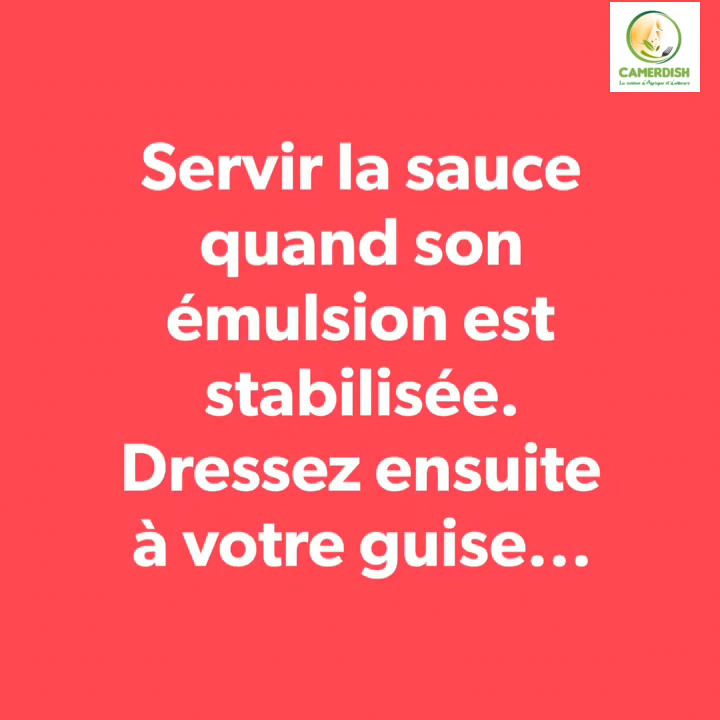 CAMERDISH
Servir la sauce
quand son
émulsion est
stabilisée.
Dressez ensuite
à votre guise...